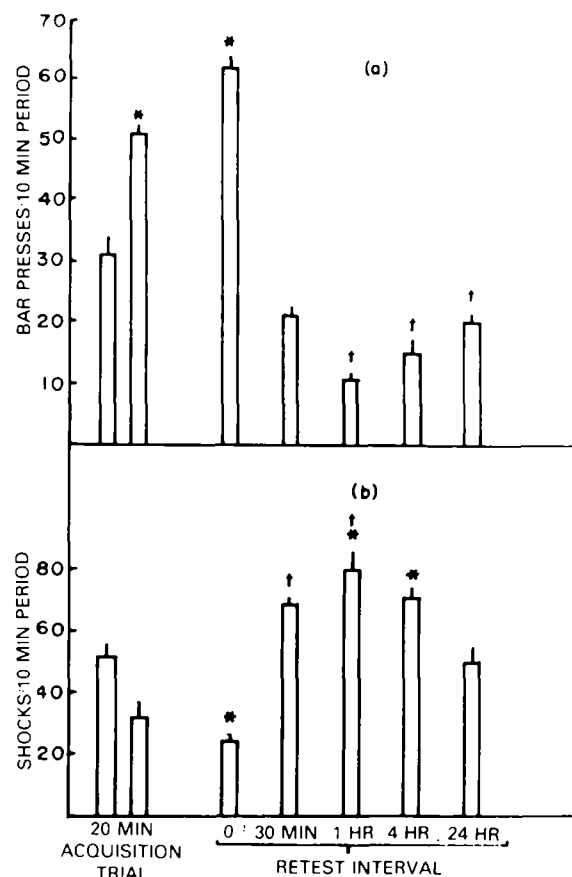 BAR PRESSES:10 MIN PERIOD
70
60
50
40
30
20
10
*
*
(a)
†
†
†
SHOCKS:10 MIN PERIOD
80
60
40
20
(b)
†
†
*
*
*
20 MIN
ACQUISITION
TRIAL
0 30 MIN 1 HR 4 HR 24 HR
RETEST INTERVAL